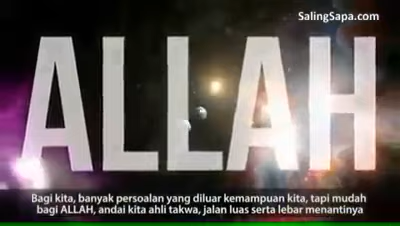 SalingSapa.com
ALLAH
Bagi kita, banyak persoalan yang diluar kemampuan kita, tapi mudah
bagi ALLAH, andai kita ahli takwa, jalan luas serta lebar menantinya